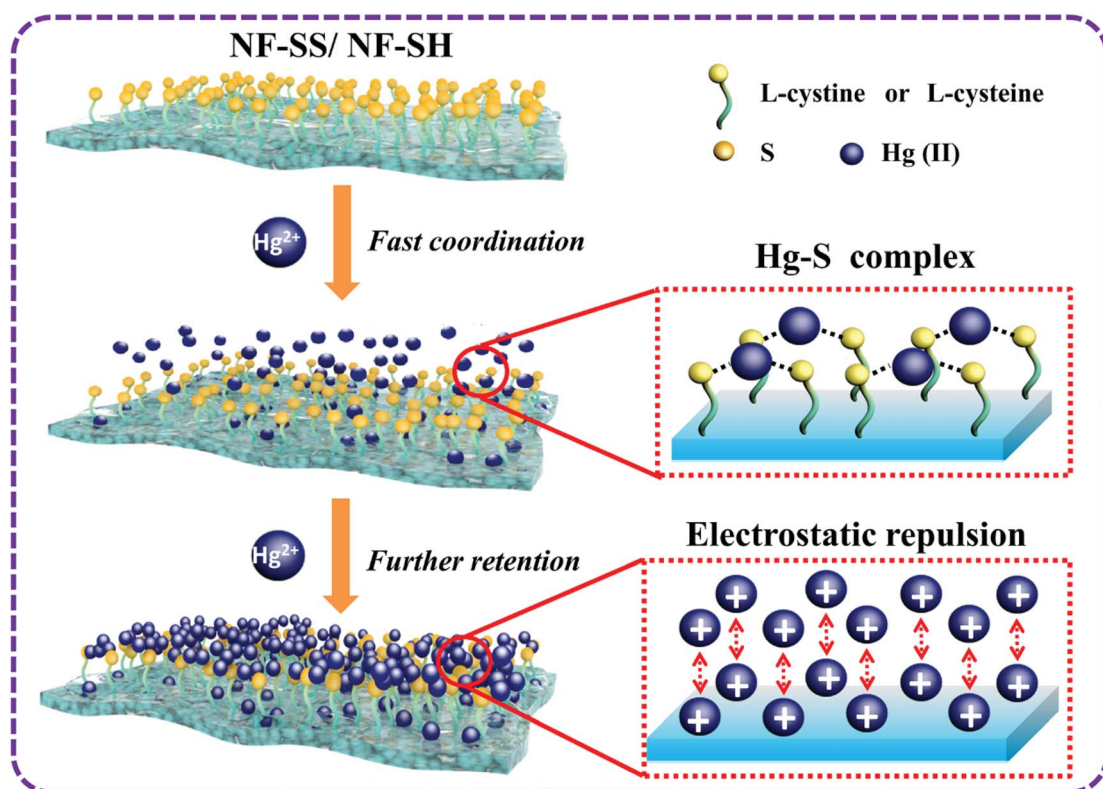 NF-SS/ NF-SH
L-cystine or L-cysteine
S Hg (II)
Hg²⁺ Fast coordination
Hg-S complex
Hg²⁺ Further retention
Electrostatic repulsion
+ + + +
+ + + +
+ + + +
+ + + +